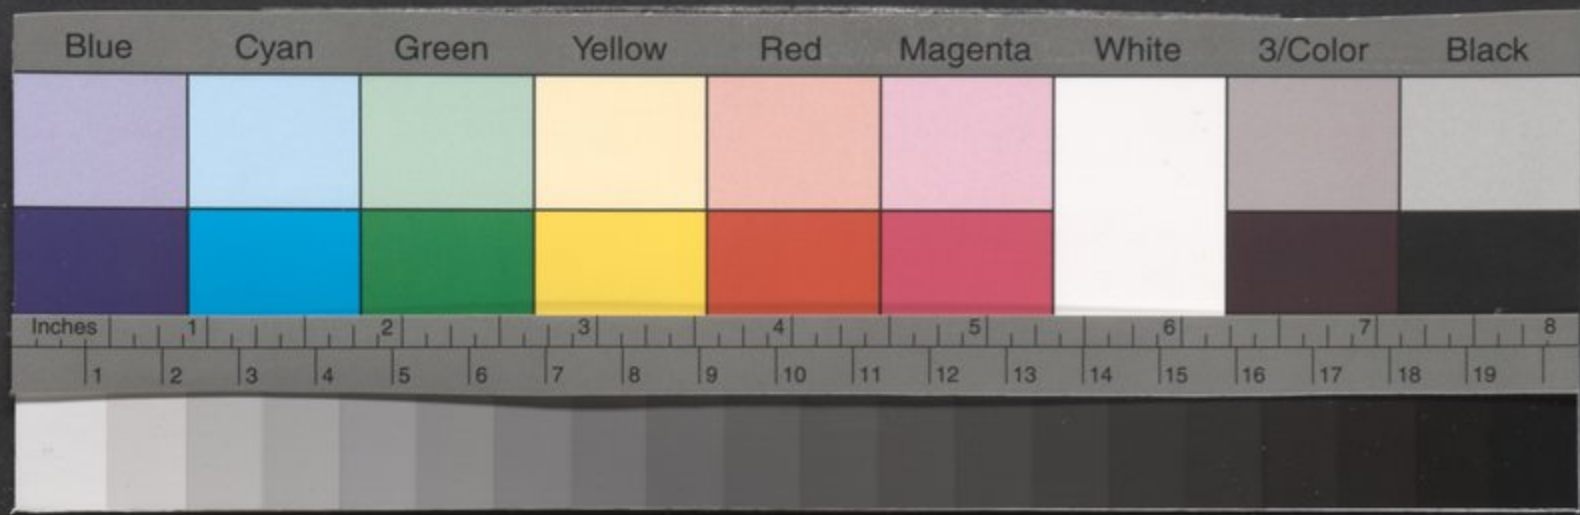 Blue Cyan Green Yellow Red Magenta White 3/Color Black
Inches 1 2 3 4 5 6 7 8
1 2 3 4 5 6 7 8 9 10 11 12 13 14 15 16 17 18 19